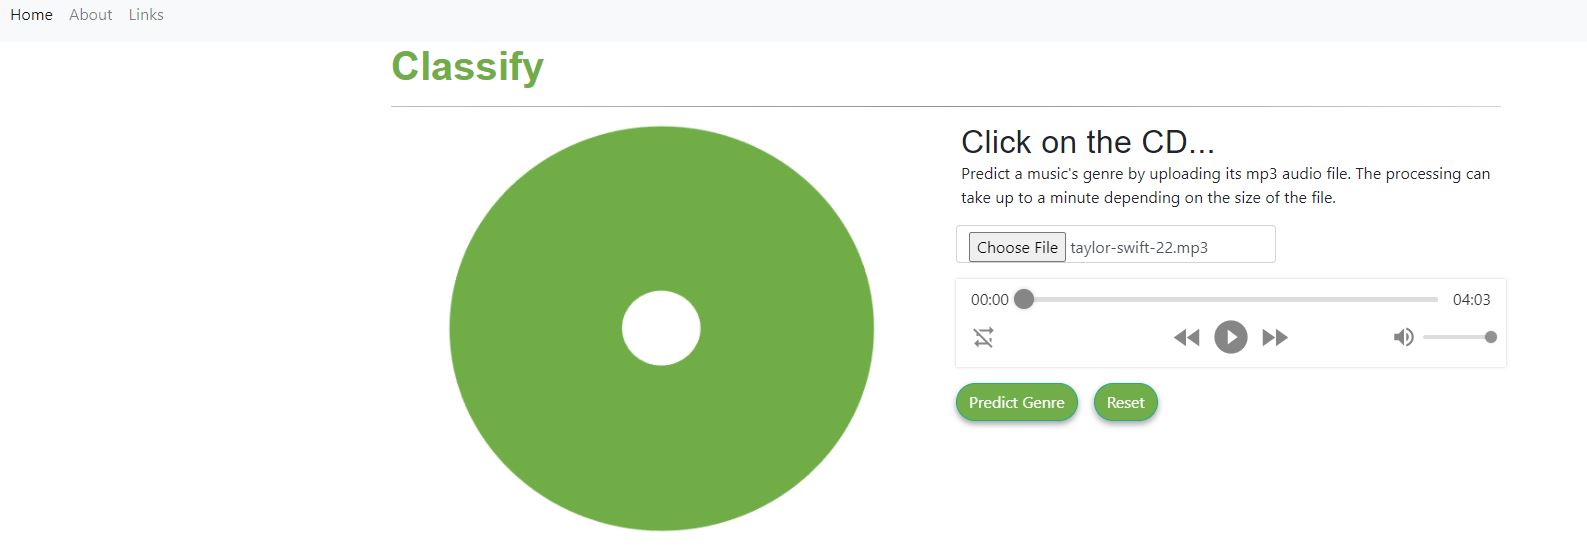 Home About Links
Classify
Click on the CD...
Predict a music's genre by uploading its mp3 audio file. The processing can
take up to a minute depending on the size of the file.
Choose File taylor-swift-22.mp3
00:00 04:03
Predict Genre Reset